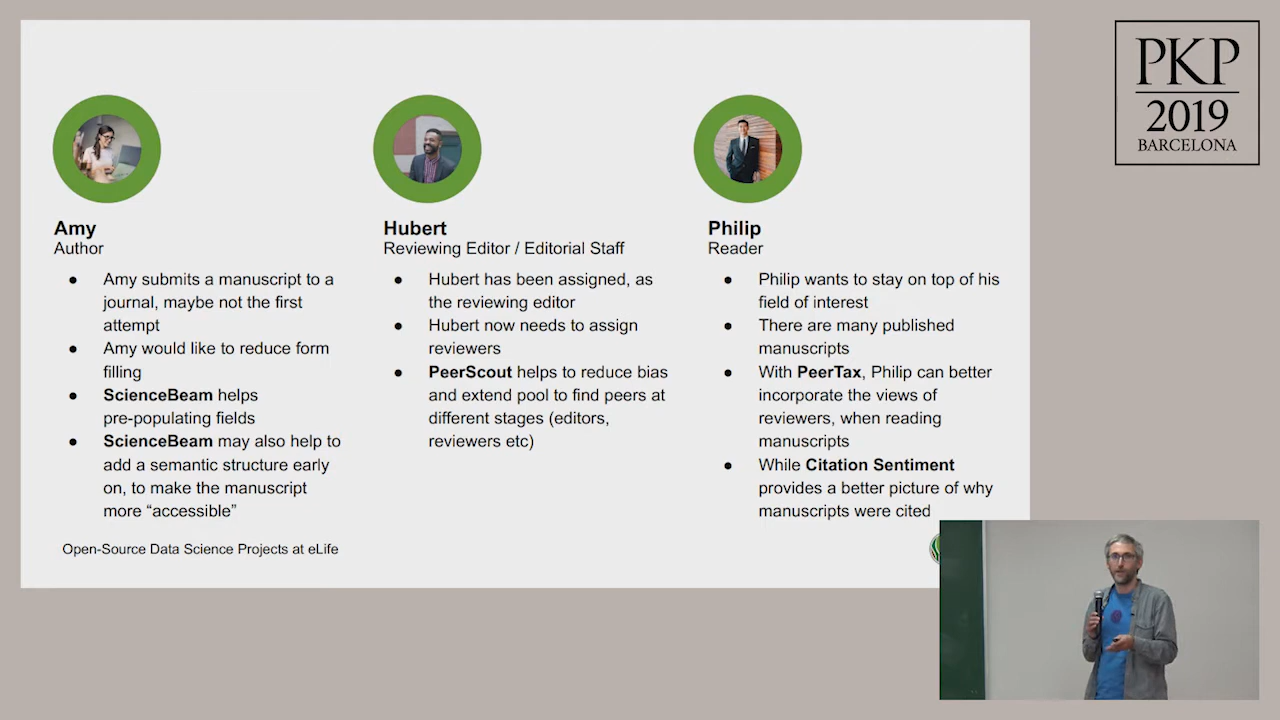 Amy
Author
Amy submits a manuscript to a
journal, maybe not the first
attempt
Amy would like to reduce form
filling
ScienceBeam helps
pre-populating fields
ScienceBeam may also help to
add a semantic structure early
on, to make the manuscript
more “accessible”
Hubert
Reviewing Editor / Editorial Staff
Hubert has been assigned, as
the reviewing editor
Hubert now needs to assign
reviewers
PeerScout helps to reduce bias
and extend pool to find peers at
different stages (editors,
reviewers etc)
Philip
Reader
Philip wants to stay on top of his
field of interest
There are many published
manuscripts
With PeerTax, Philip can better
incorporate the views of
reviewers, when reading
manuscripts
While Citation Sentiment
provides a better picture of why
manuscripts were cited
Open-Source Data Science Projects at eLife
PKP
2019
BARCELONA